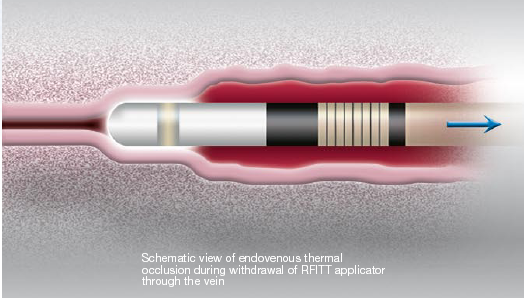 Schematic view of endovenous thermal
occlusion during withdrawal of RFITT applicator
through the vein